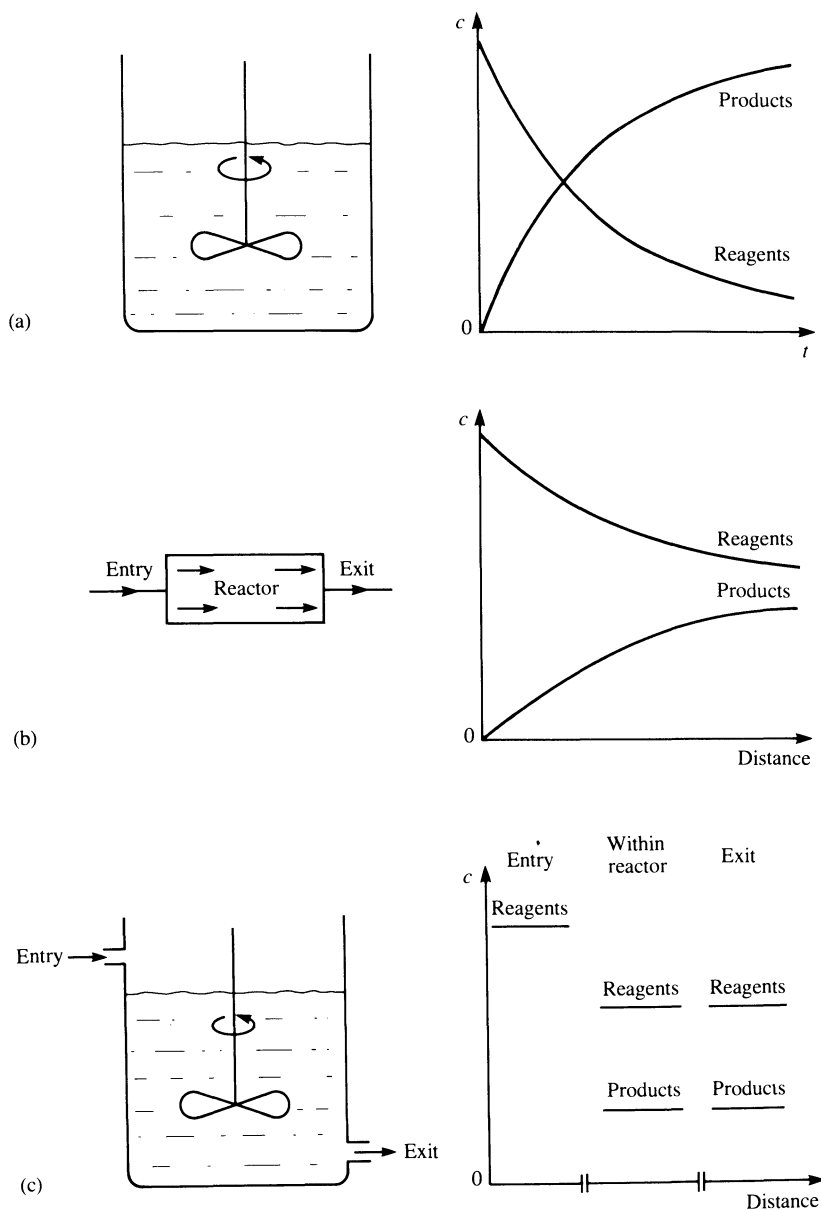 c
Products
Reagents
0
t
(a)
c
Entry
Exit
Reactor
Reagents
Products
0
Distance
(b)
Entry
Within
reactor
Exit
c
Reagents
Entry
Reagents
Reagents
Products
Products
Exit
0
Distance
(c)